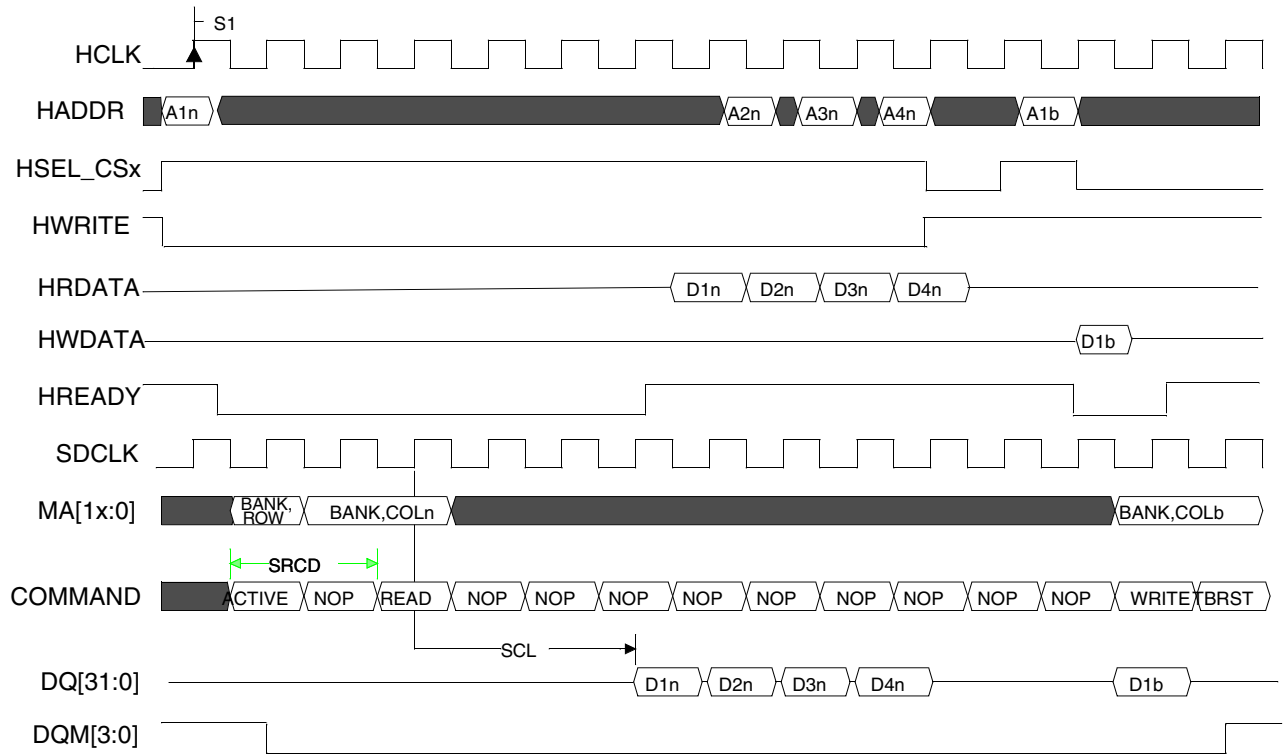 S1
HCLK
HADDR A1n A2n A3n A4n A1b
HSEL_CSx
HWRITE
HRDATA D1n D2n D3n D4n
HWDATA D1b
HREADY
SDCLK
MA[1x:0] BANK, ROW BANK,COLn BANK,COLb
SRCD
COMMAND ACTIVE NOP READ NOP NOP NOP NOP NOP NOP NOP NOP NOP WRITE TBRST
SCL
DQ[31:0] D1n D2n D3n D4n D1b
DQM[3:0]